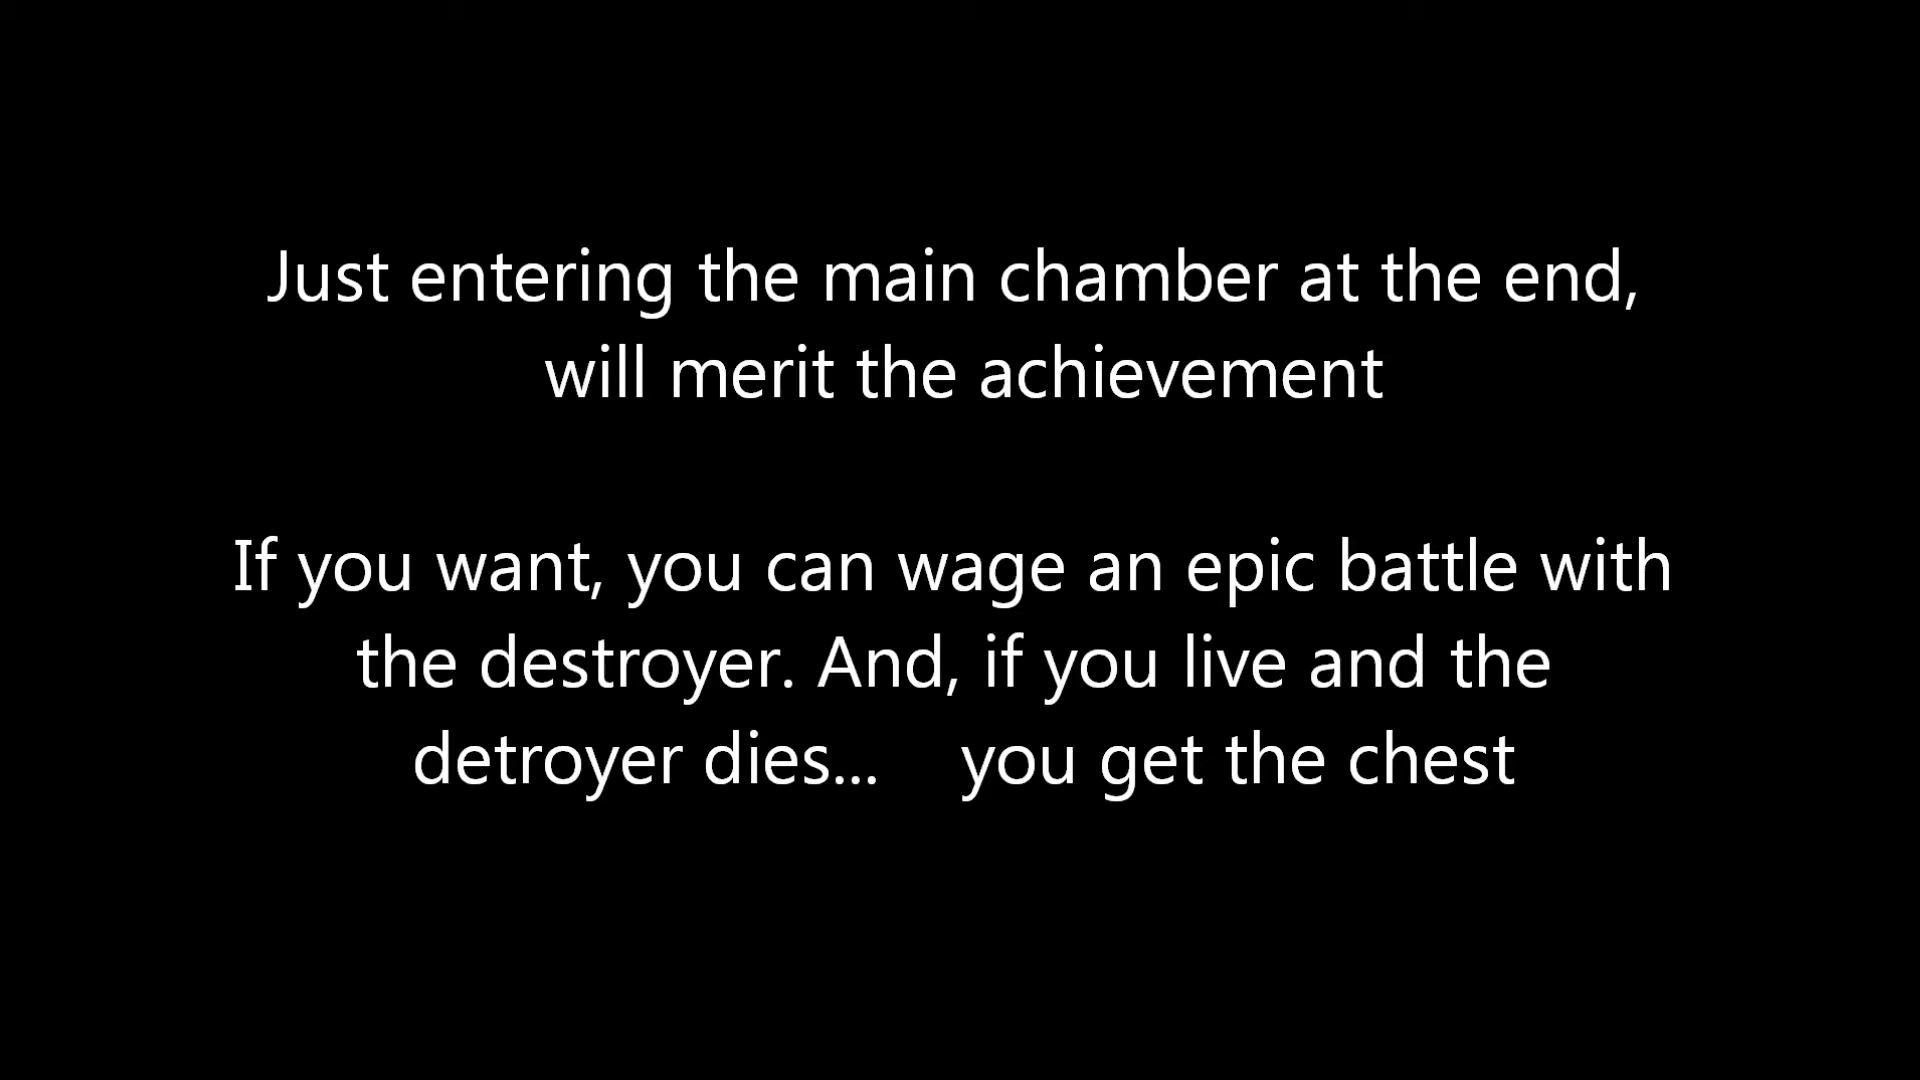 Just entering the main chamber at the end,
will merit the achievement
If you want, you can wage an epic battle with
the destroyer. And, if you live and the
detroyer dies... you get the chest